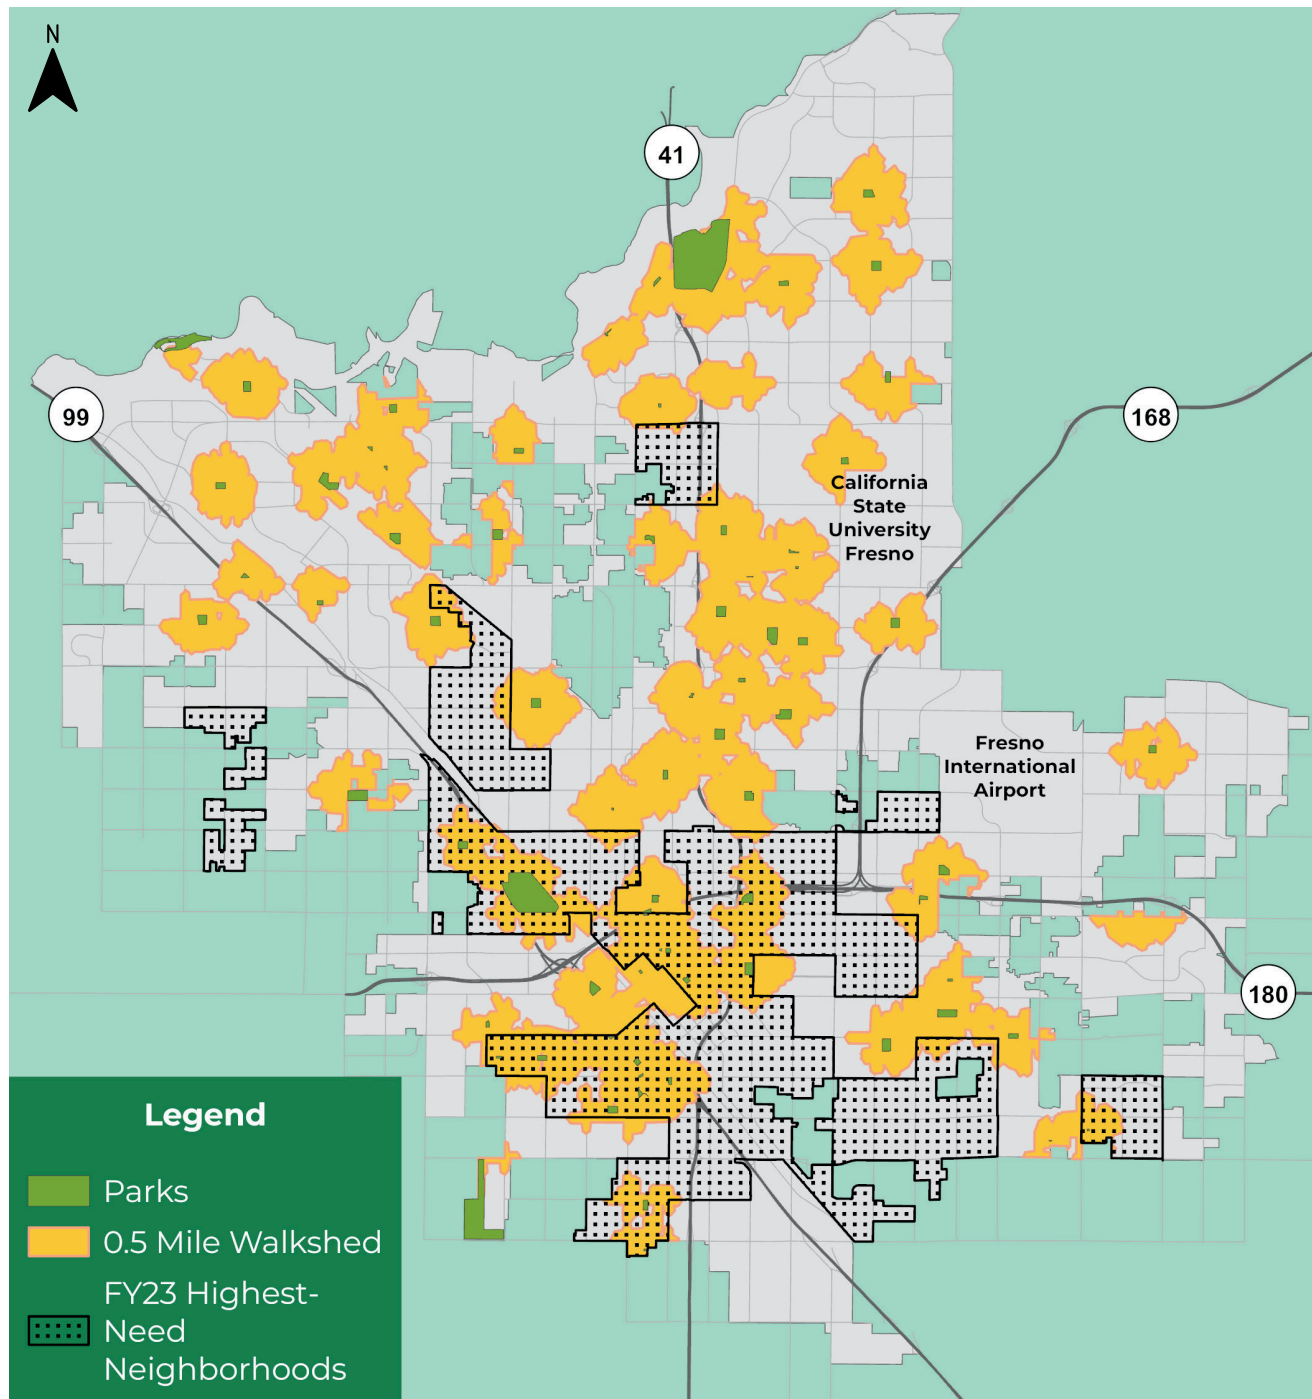 N
41
99
168
California
State
University
Fresno
Fresno
International
Airport
180
Legend
Parks
0.5 Mile Walkshed
FY23 Highest-
Need
Neighborhoods